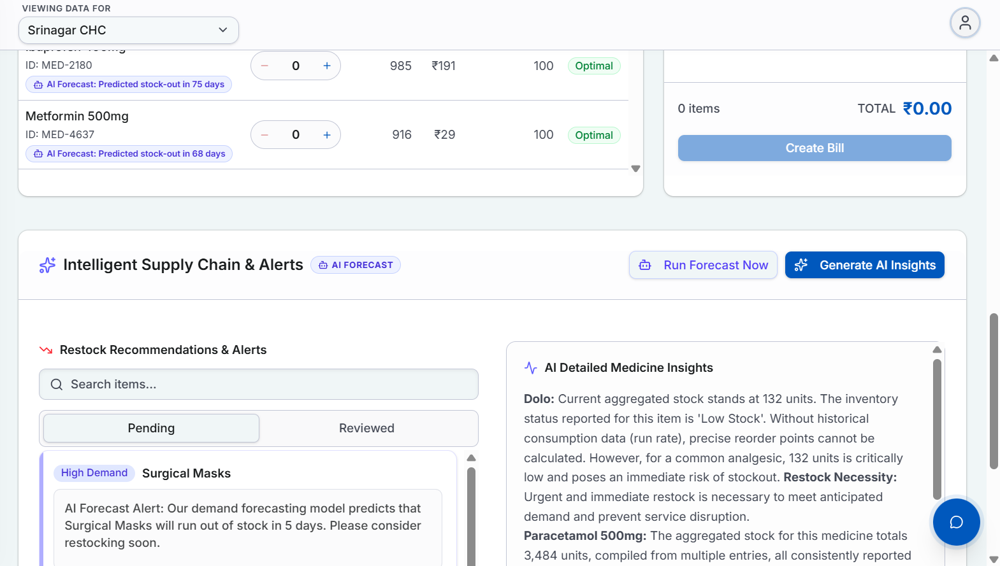 VIEWING DATA FOR
Srinagar CHC
ID: MED-2180
AI Forecast: Predicted stock-out in 75 days
− 0 + 985 ₹191 100 Optimal
Metformin 500mg
ID: MED-4637
AI Forecast: Predicted stock-out in 68 days
− 0 + 916 ₹29 100 Optimal
0 items TOTAL ₹0.00
Create Bill
Intelligent Supply Chain & Alerts AI FORECAST
Run Forecast Now Generate AI Insights
Restock Recommendations & Alerts
Search items...
Pending Reviewed
High Demand Surgical Masks
AI Forecast Alert: Our demand forecasting model predicts that
Surgical Masks will run out of stock in 5 days. Please consider
restocking soon.
AI Detailed Medicine Insights
Dolo: Current aggregated stock stands at 132 units. The inventory
status reported for this item is 'Low Stock'. Without historical
consumption data (run rate), precise reorder points cannot be
calculated. However, for a common analgesic, 132 units is critically
low and poses an immediate risk of stockout. Restock Necessity:
Urgent and immediate restock is necessary to meet anticipated
demand and prevent service disruption.
Paracetamol 500mg: The aggregated stock for this medicine totals
3,484 units, compiled from multiple entries, all consistently reported